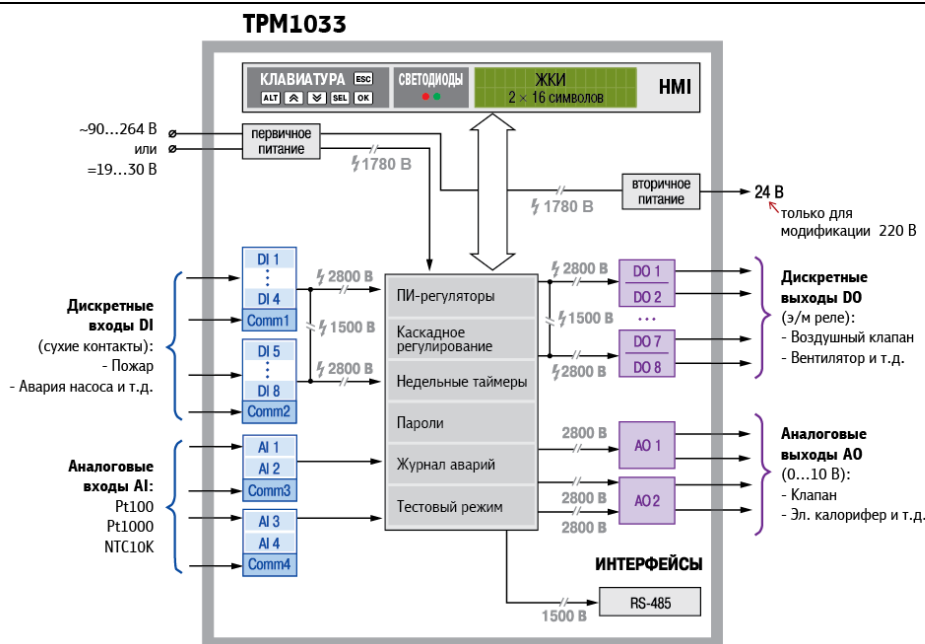 ТРМ1033
КЛАВИАТУРА ESC
ALT SEL OK
СВЕТОДИОДЫ
ЖКИ
2 × 16 символов
HMI
~90...264 В
или
=19...30 В
первичное
питание
1780 В
1780 В
вторичное
питание
24 В
только для
модификации 220 В
Дискретные
входы DI
(сухие контакты):
- Пожар
- Авария насоса и т.д.
DI 1
DI 4
Comm1
DI 5
DI 8
Comm2
2800 В
1500 В
2800 В
Аналоговые
входы AI:
Pt100
Pt1000
NTC10K
AI 1
AI 2
Comm3
AI 3
AI 4
Comm4
ПИ-регуляторы
Каскадное
регулирование
Недельные таймеры
Пароли
Журнал аварий
Тестовый режим
2800 В
1500 В
2800 В
DO 1
DO 2
...
DO 7
DO 8
Дискретные
выходы DO
(э/м реле):
- Воздушный клапан
- Вентилятор и т.д.
2800 В
2800 В
2800 В
AO 1
AO 2
Аналоговые
выходы AO
(0...10 В):
- Клапан
- Эл. калорифер и т.д.
ИНТЕРФЕЙСЫ
1500 В
RS-485